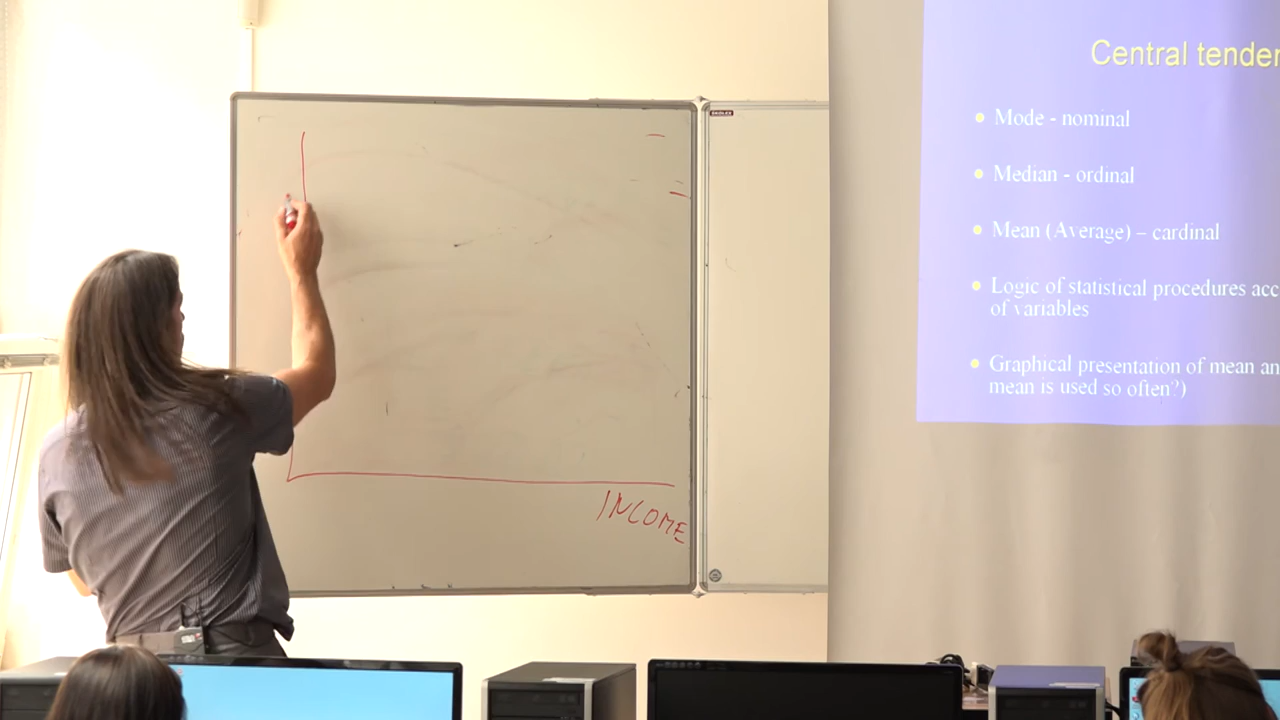 INCOME
Central tenden
Mode - nominal
Median - ordinal
Mean (Average) – cardinal
Logic of statistical procedures acc
of variables
Graphical presentation of mean an
mean is used so often?)